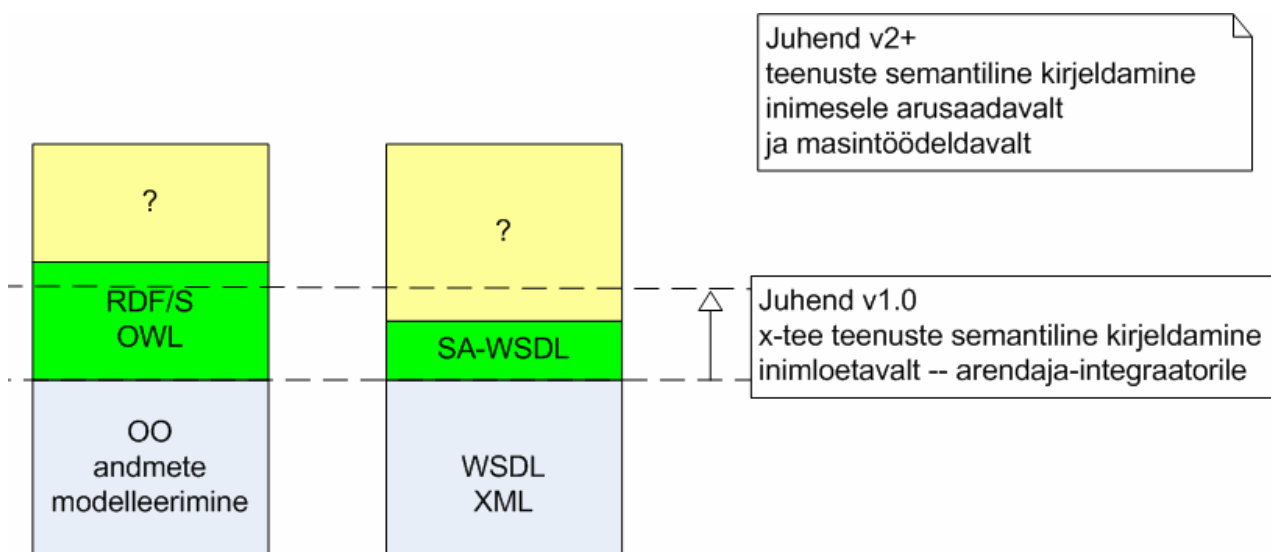 Juhend v2+
teenuste semantiline kirjeldamine
inimesele arusaadavalt
ja masintöödeldavalt
?
?
RDF/S
OWL
SA-WSDL
Juhend v1.0
x-tee teenuste semantiline kirjeldamine
inimloetavalt -- arendaja-integraatorile
OO
andmete
modelleerimine
WSDL
XML